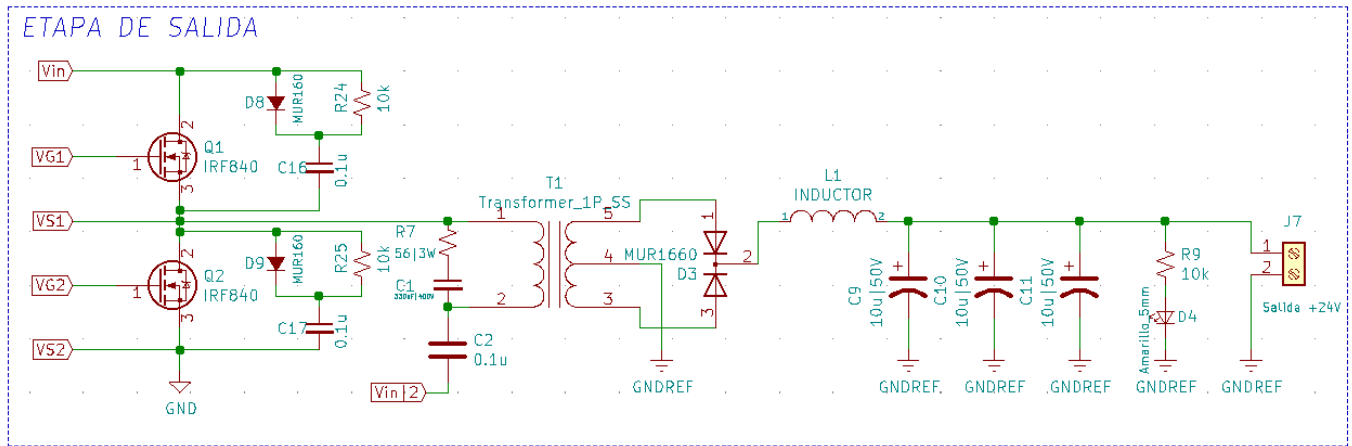 ETAPA DE SALIDA
Vin
D8
MUR160
R24
10k
2
VG1
1
Q1
IRF840
3
C16
0.1u
VS1
D9
MUR160
R25
10k
2
VG2
1
Q2
IRF840
3
C17
0.1u
VS2
GND
R7
56|3W
C1
C2
0.1u
Vin|2
T1
Transformer_1P_SS
1
2
5
4
3
GNDREF
1
MUR1660
2
D3
3
L1
INDUCTOR
1
2
+
C9
10u|50V
GNDREF
+
C10
10u|50V
GNDREF
+
C11
10u|50V
GNDREF
R9
10k
D4
Amarillo_5mm
GNDREF
J7
1
2
Salida +24V
GNDREF